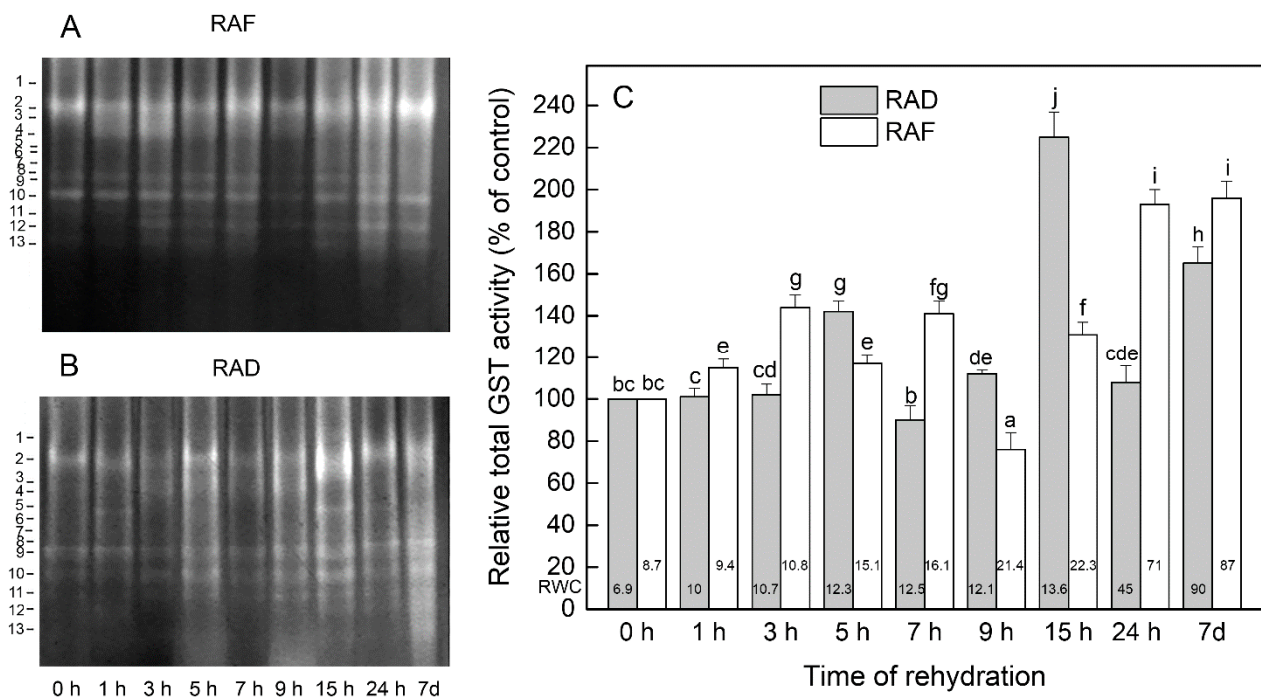 A
RAF
1
2
3
4
5
6
7
8
9
10
11
12
13
B
RAD
1
2
3
4
5
6
7
8
9
10
11
12
13
0 h 1 h 3 h 5 h 7 h 9 h 15 h 24 h 7d
C
RAD
RAF
Relative total GST activity (% of control)
240
220
200
180
160
140
120
100
80
60
40
20
0
bc bc c e cd g g e b fg de a j f cde i h i
8.7 9.4 10.8 15.1 16.1 21.4 22.3 71 87
RWC 6.9 10 10.7 12.3 12.5 12.1 13.6 45 90
0 h 1 h 3 h 5 h 7 h 9 h 15 h 24 h 7d
Time of rehydration